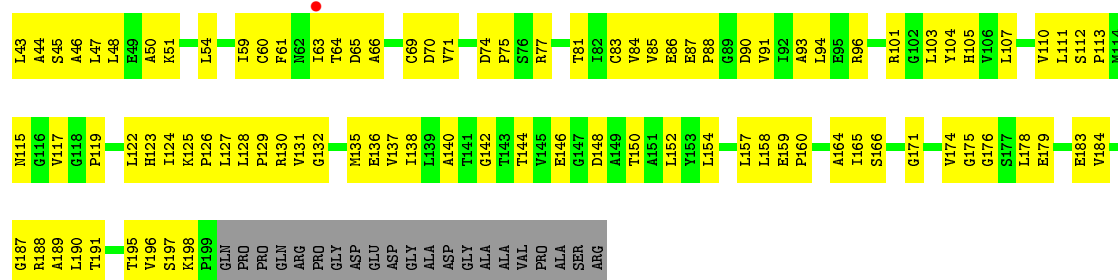 L43 A44 S45 A46 L47 L48 E49 A50 K51 L54 I59 C60 F61 N62 I63 T64 D65 A66 C69 D70 V71 D74 P75 S76 R77 T81 I82 C83 V84 V85 E86 E87 P88 G89 D90 V91 I92 A93 L94 E95 R96 R101 G102 L103 Y104 H105 V106 L107 V110 L111 S112 P113 M114
N115 G116 V117 G118 P119 L122 H123 I124 K125 P126 L127 L128 P129 R130 V131 G132 M135 E136 V137 I138 L139 A140 T141 G142 T143 T144 V145 E146 G147 D148 A149 T150 A151 L152 Y153 L154 L157 L158 E159 P160 A164 I165 S166 G171 V174 G175 G176 S177 L178 E179 E183 V184
G187 R188 A189 L190 T191 T195 V196 S197 K198 P199 GLN PRO PRO GLN ARG PRO GLY ASP GLU ASP GLY ALA ASP GLY ALA ALA VAL PRO ALA SER ARG